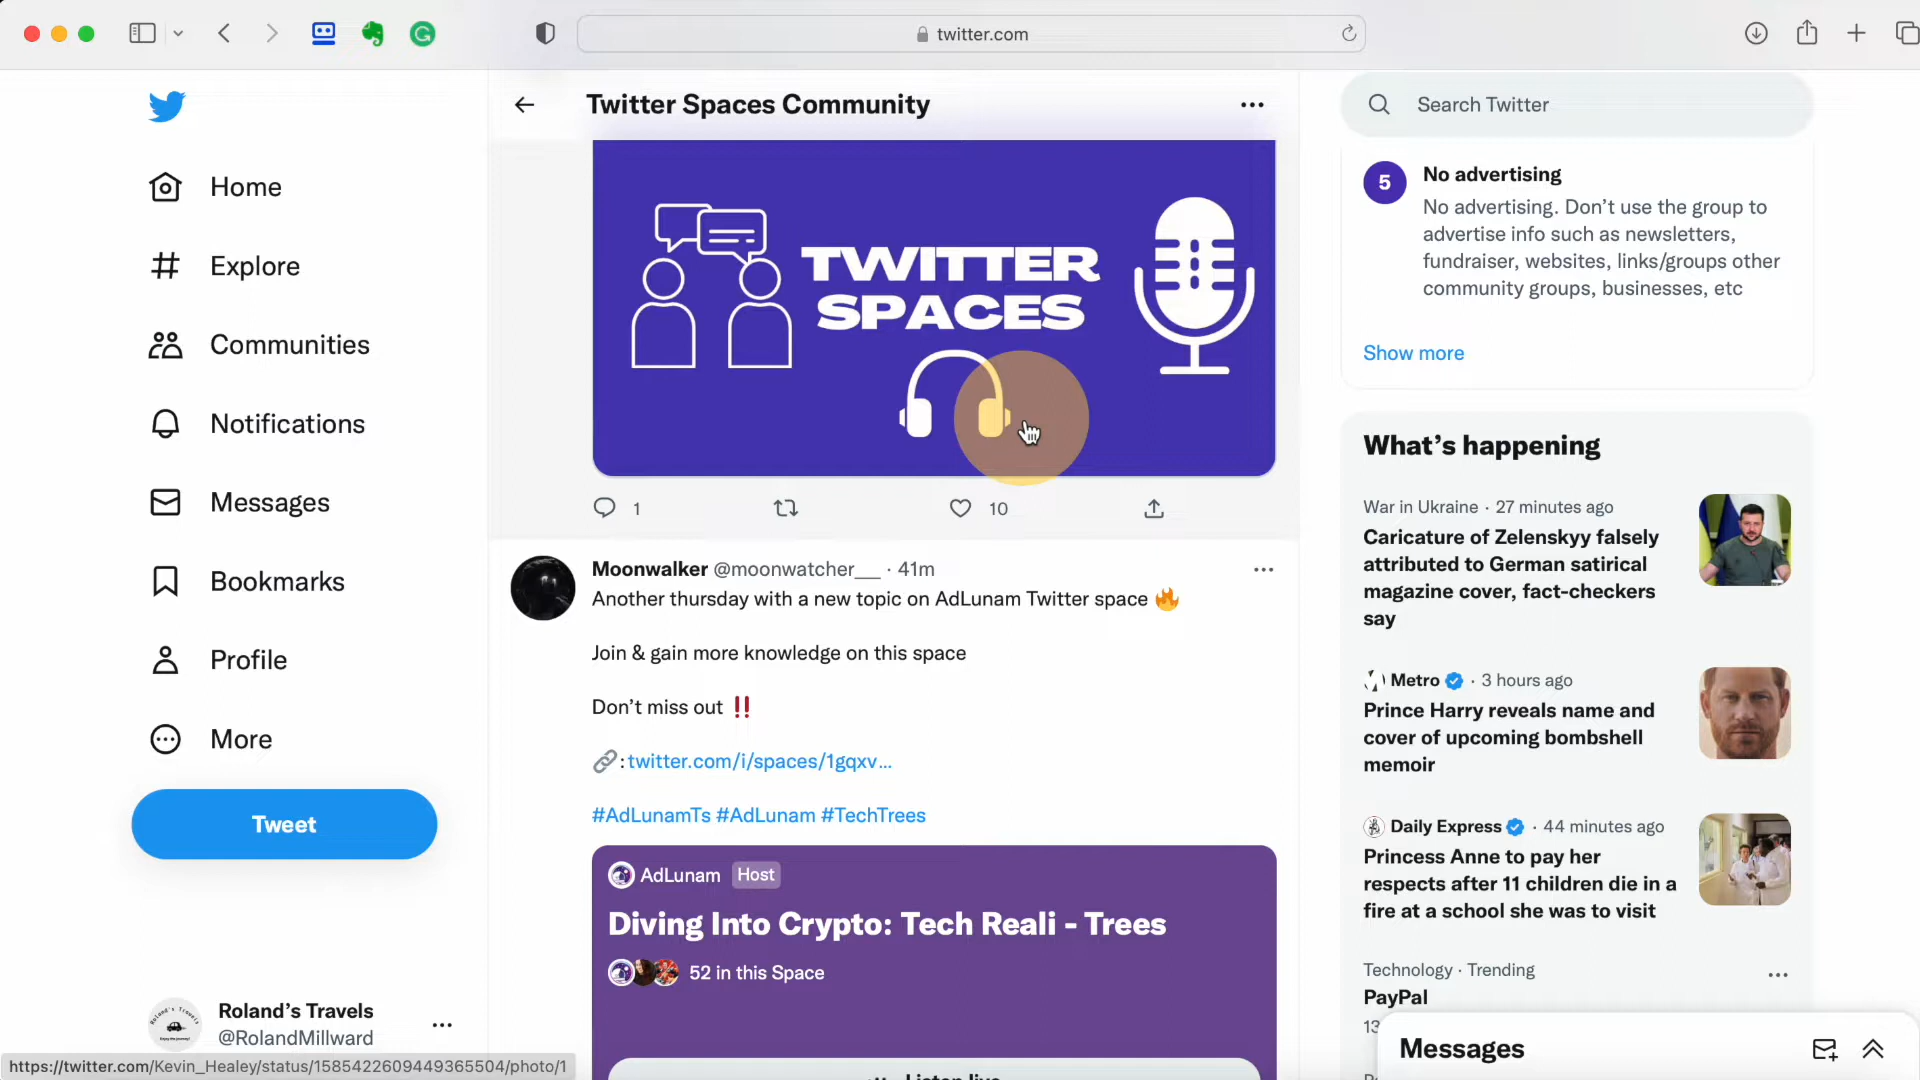 twitter.com
Home
Explore
Communities
Notifications
Messages
Bookmarks
Profile
More
Tweet
Roland's Travels
@RolandMillward
https://twitter.com/Kevin_Healey/status/1585422609449365504/photo/1
Twitter Spaces Community
TWITTER
SPACES
1
10
Moonwalker @moonwatcher__ · 41m
Another thursday with a new topic on AdLunam Twitter space 🔥
Join & gain more knowledge on this space
Don't miss out ‼️
🔗:twitter.com/i/spaces/1gqxv…
#AdLunamTs #AdLunam #TechTrees
AdLunam Host
Diving Into Crypto: Tech Reali - Trees
52 in this Space
Listen live
Search Twitter
5 No advertising
No advertising. Don't use the group to
advertise info such as newsletters,
fundraiser, websites, links/groups other
community groups, businesses, etc
Show more
What's happening
War in Ukraine · 27 minutes ago
Caricature of Zelenskyy falsely
attributed to German satirical
magazine cover, fact-checkers
say
Metro · 3 hours ago
Prince Harry reveals name and
cover of upcoming bombshell
memoir
Daily Express · 44 minutes ago
Princess Anne to pay her
respects after 11 children die in a
fire at a school she was to visit
Technology · Trending
PayPal
Messages